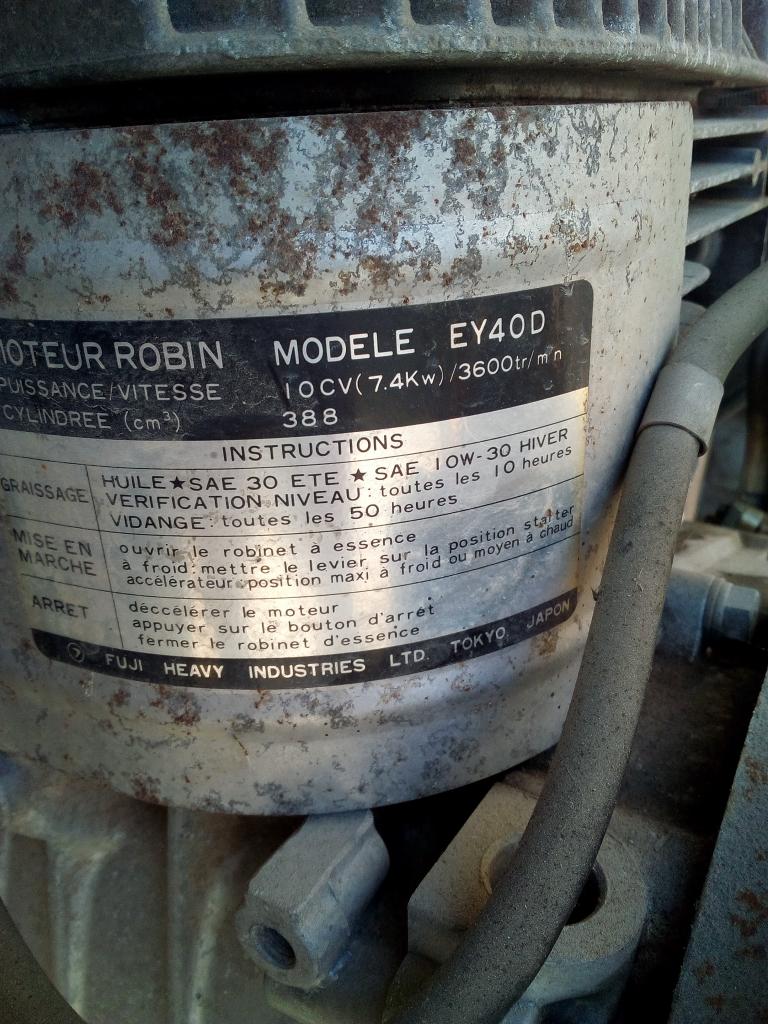 MOTEUR ROBIN MODELE EY40D
PUISSANCE/VITESSE 10CV(7.4Kw)/3600tr/mn
CYLINDREE (cm³) 388
INSTRUCTIONS
GRAISSAGE HUILE★SAE 30 ETE ★ SAE 10W-30 HIVER
VERIFICATION NIVEAU: toutes les 10 heures
VIDANGE: toutes les 50 heures
MISE EN MARCHE
ouvrir le robinet à essence
à froid: mettre le levier sur la position starter
accélérateur: position maxi à froid ou moyen à chaud
ARRET
déccélérer le moteur
appuyer sur le bouton d'arrét
fermer le robinet d'essence
FUJI HEAVY INDUSTRIES LTD. TOKYO, JAPON